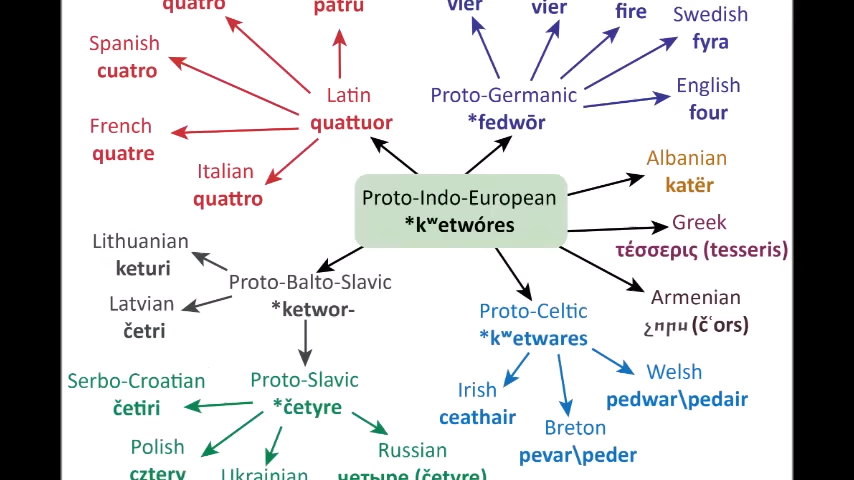 quatro
patru
vier
vier
fire
Swedish
fyra
Spanish
cuatro
Latin
quattuor
Proto-Germanic
*fedwōr
English
four
French
quatre
Italian
quattro
Albanian
katër
Proto-Indo-European
*kʷetwóres
Greek
τέσσερις (tesseris)
Lithuanian
keturi
Proto-Balto-Slavic
*ketwor-
Latvian
četri
Armenian
չորս (čʿors)
Proto-Celtic
*kʷetwares
Serbo-Croatian
četiri
Proto-Slavic
*četyre
Irish
ceathair
Welsh
pedwar\pedair
Breton
pevar\peder
Polish
cztery
Ukrainian
Russian
четыре (četyre)